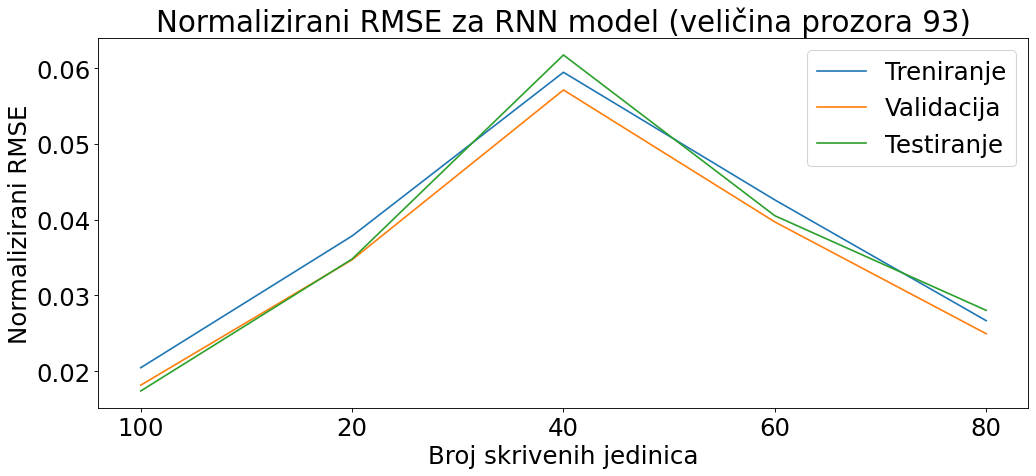 Normalizirani RMSE za RNN model (veličina prozora 93)
Treniranje
Validacija
Testiranje
Normalizirani RMSE
0.06
0.05
0.04
0.03
0.02
100 20 40 60 80
Broj skrivenih jedinica